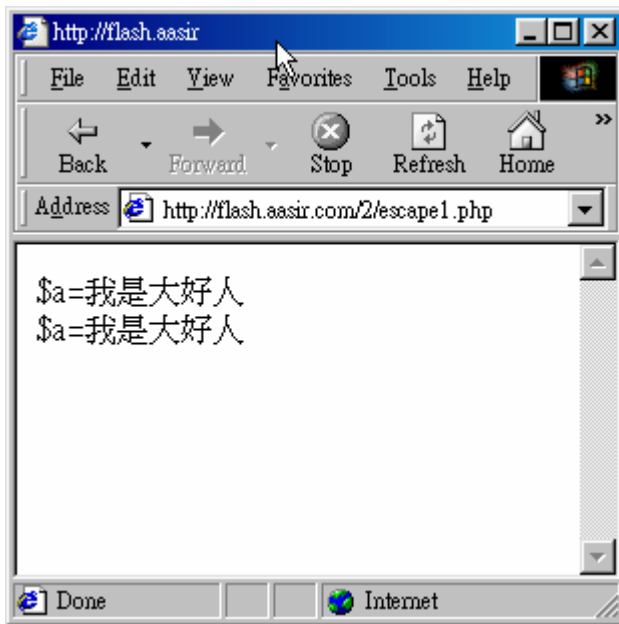 http://flash.aasir
File Edit View Favorites Tools Help
Back Forward Stop Refresh Home »
Address http://flash.aasir.com/2/escape1.php
$a=我是大好人
$a=我是大好人
Done Internet